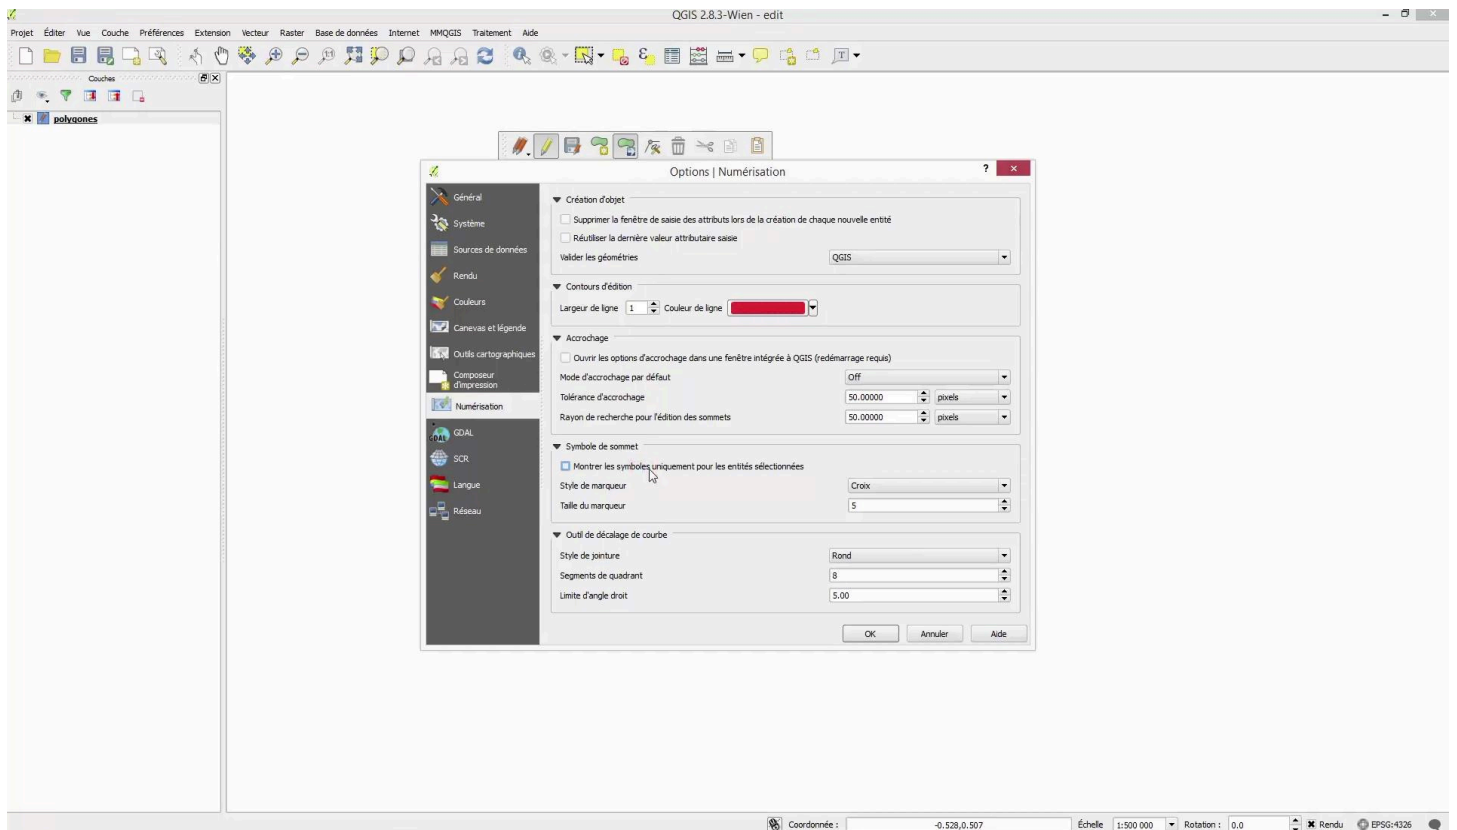 QGIS 2.8.3-Wien - edit
Projet Éditer Vue Couche Préférences Extension Vecteur Raster Base de données Internet MMQGIS Traitement Aide
Couches
polygones
Options | Numérisation
?
Général
Système
Sources de données
Rendu
Couleurs
Canevas et légende
Outils cartographiques
Composeur
d'impression
Numérisation
GDAL
SCR
Langue
Réseau
Création d'objet
Supprimer la fenêtre de saisie des attributs lors de la création de chaque nouvelle entité
Réutiliser la dernière valeur attributaire saisie
Valider les géométries QGIS
Contours d'édition
Largeur de ligne 1 Couleur de ligne
Accrochage
Ouvrir les options d'accrochage dans une fenêtre intégrée à QGIS (redémarrage requis)
Mode d'accrochage par défaut Off
Tolérance d'accrochage 50.00000 pixels
Rayon de recherche pour l'édition des sommets 50.00000 pixels
Symbole de sommet
Montrer les symboles uniquement pour les entités sélectionnées
Style de marqueur Croix
Taille du marqueur 5
Outil de décalage de courbe
Style de jointure Rond
Segments de quadrant 8
Limite d'angle droit 5.00
OK Annuler Aide
Coordonnée : -0.528,0.507 Échelle 1:500 000 Rotation : 0.0 Rendu EPSG:4326